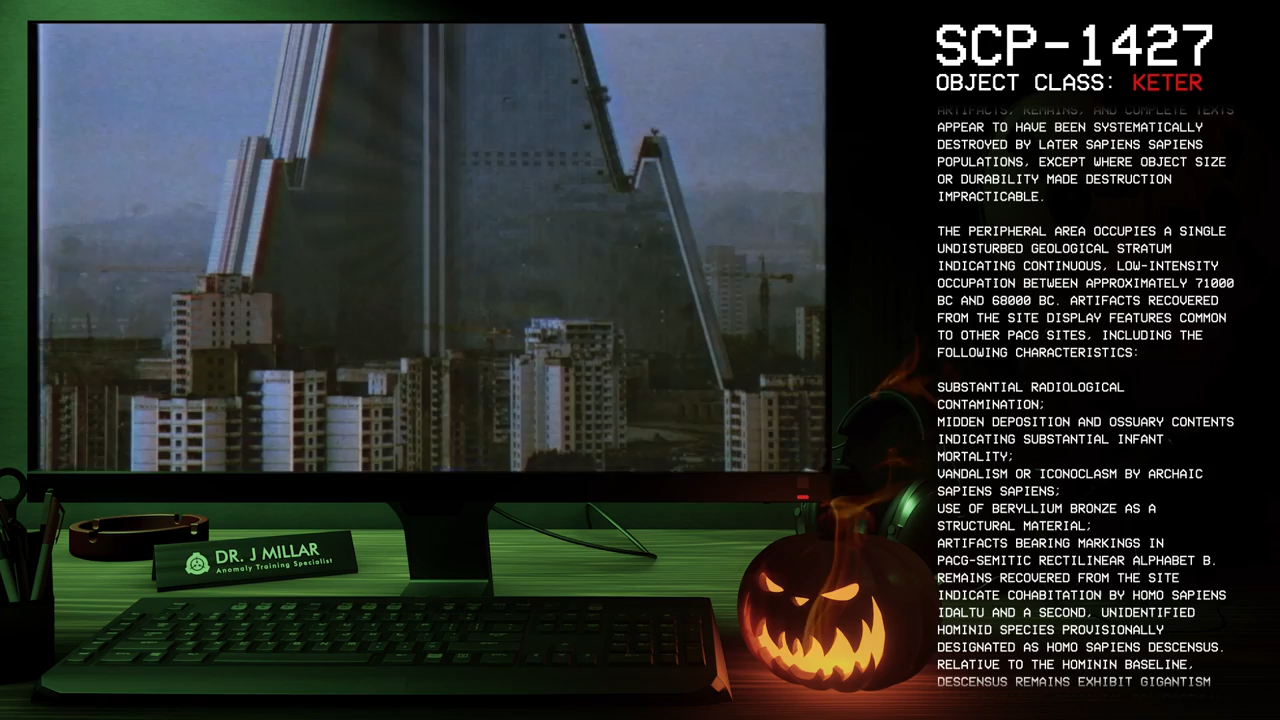 SCP-1427
OBJECT CLASS: KETER
ARTIFACTS, REMAINS, AND COMPLETE TEXTS
APPEAR TO HAVE BEEN SYSTEMATICALLY
DESTROYED BY LATER SAPIENS SAPIENS
POPULATIONS, EXCEPT WHERE OBJECT SIZE
OR DURABILITY MADE DESTRUCTION
IMPRACTICABLE.
THE PERIPHERAL AREA OCCUPIES A SINGLE
UNDISTURBED GEOLOGICAL STRATUM
INDICATING CONTINUOUS, LOW-INTENSITY
OCCUPATION BETWEEN APPROXIMATELY 71000
BC AND 68000 BC. ARTIFACTS RECOVERED
FROM THE SITE DISPLAY FEATURES COMMON
TO OTHER PACG SITES, INCLUDING THE
FOLLOWING CHARACTERISTICS:
SUBSTANTIAL RADIOLOGICAL
CONTAMINATION;
MIDDEN DEPOSITION AND OSSUARY CONTENTS
INDICATING SUBSTANTIAL INFANT
MORTALITY;
VANDALISM OR ICONOCLASM BY ARCHAIC
SAPIENS SAPIENS;
USE OF BERYLLIUM BRONZE AS A
STRUCTURAL MATERIAL;
ARTIFACTS BEARING MARKINGS IN
PACG-SEMITIC RECTILINEAR ALPHABET B.
REMAINS RECOVERED FROM THE SITE
INDICATE COHABITATION BY HOMO SAPIENS
IDALTU AND A SECOND, UNIDENTIFIED
HOMINID SPECIES PROVISIONALLY
DESIGNATED AS HOMO SAPIENS DESCENSUS.
RELATIVE TO THE HOMININ BASELINE,
DESCENSUS REMAINS EXHIBIT GIGANTISM
DR. J MILLAR
Anomaly Training Specialist